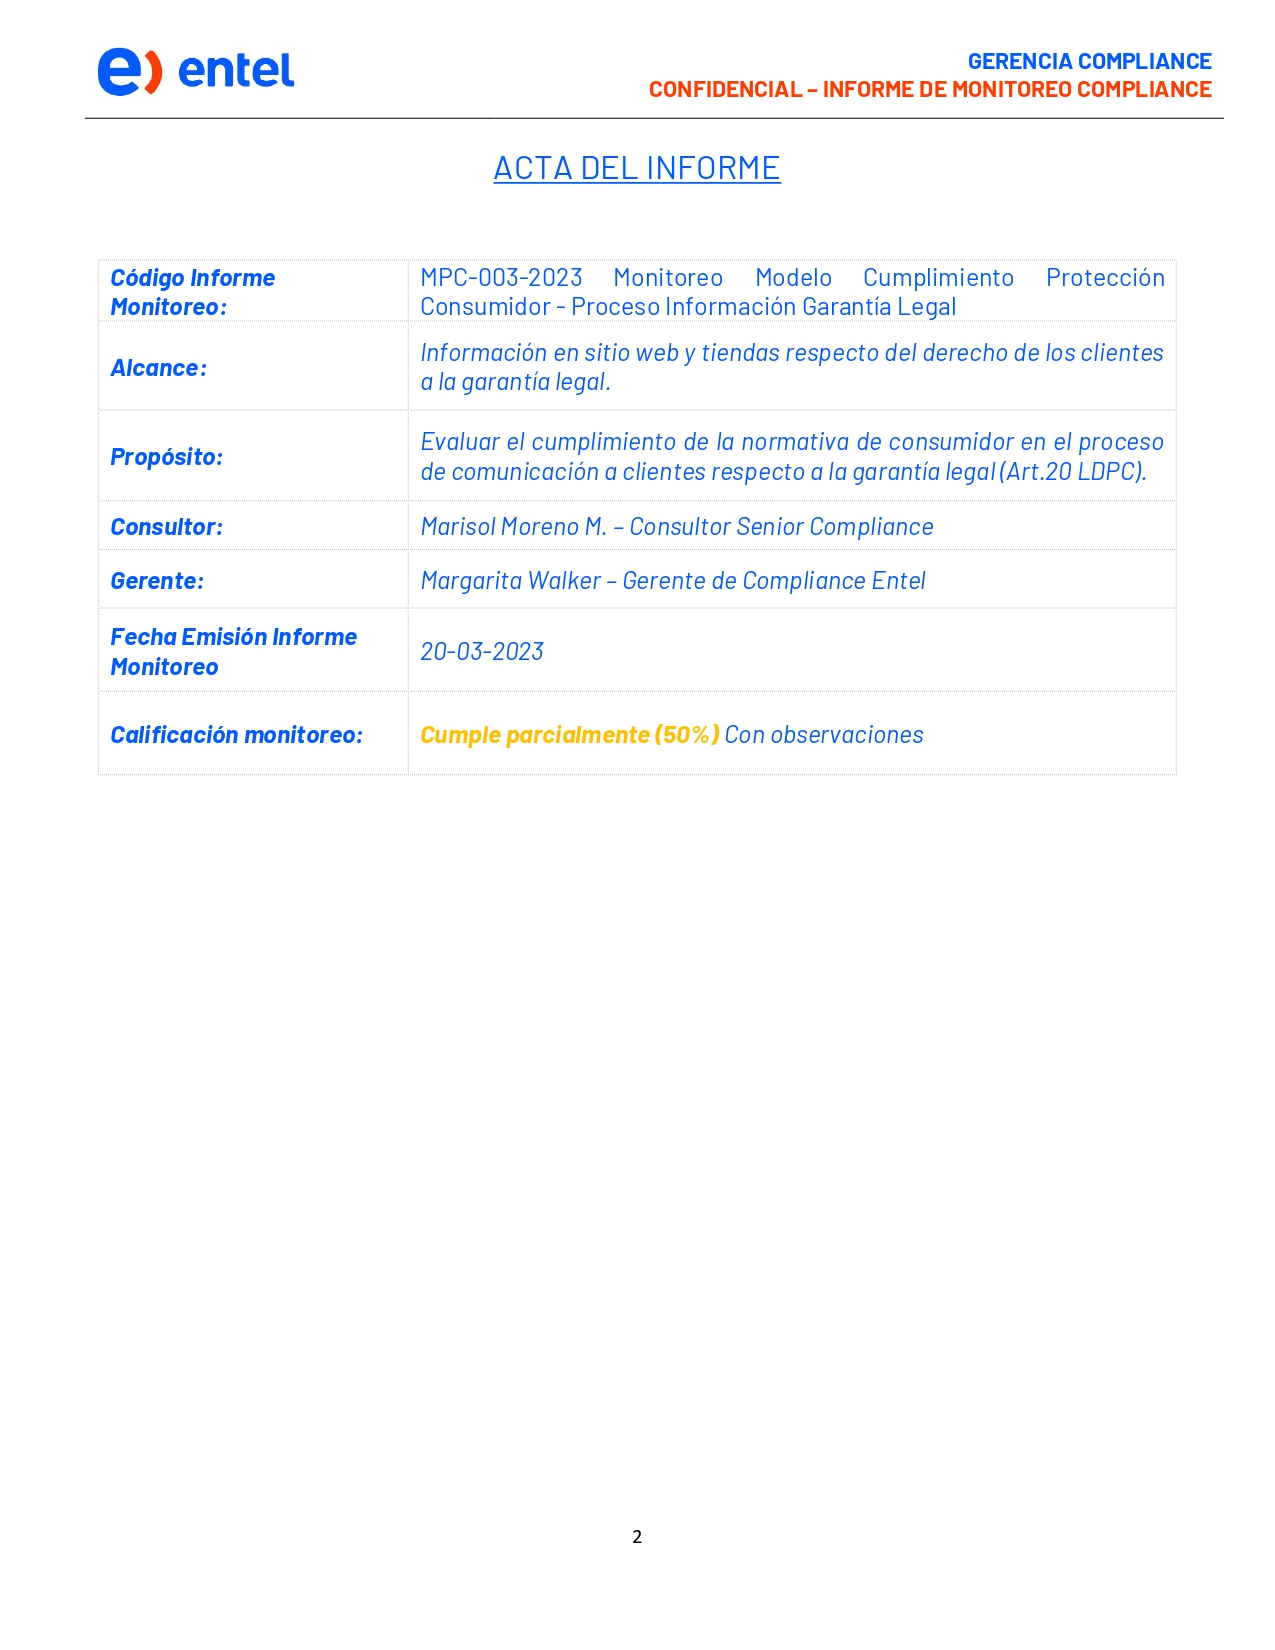 entel
GERENCIA COMPLIANCE
CONFIDENCIAL – INFORME DE MONITOREO COMPLIANCE
ACTA DEL INFORME
Código Informe
Monitoreo:
MPC-003-2023 Monitoreo Modelo Cumplimiento Protección
Consumidor - Proceso Información Garantía Legal
Alcance:
Información en sitio web y tiendas respecto del derecho de los clientes
a la garantía legal.
Propósito:
Evaluar el cumplimiento de la normativa de consumidor en el proceso
de comunicación a clientes respecto a la garantía legal (Art.20 LDPC).
Consultor:
Marisol Moreno M. – Consultor Senior Compliance
Gerente:
Margarita Walker – Gerente de Compliance Entel
Fecha Emisión Informe
Monitoreo
20-03-2023
Calificación monitoreo:
Cumple parcialmente (50%) Con observaciones
2